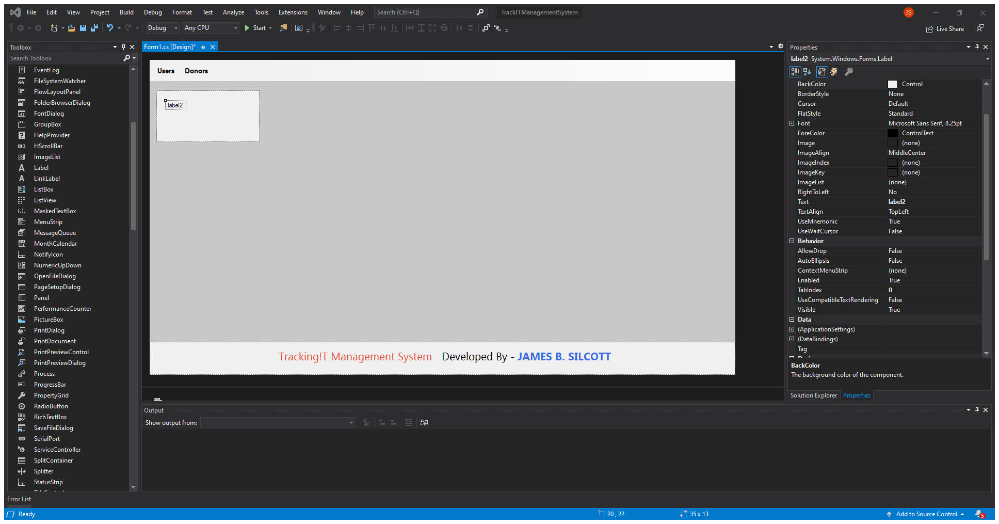 File Edit View Project Build Debug Format Test Analyze Tools Extensions Window Help Search (Ctrl+Q) TrackITManagementSystem JS
Debug Any CPU Start Live Share
Toolbox
Search Toolbox
EventLog
FileSystemWatcher
FlowLayoutPanel
FolderBrowserDialog
FontDialog
GroupBox
HelpProvider
HScrollBar
ImageList
Label
LinkLabel
ListBox
ListView
MaskedTextBox
MenuStrip
MessageQueue
MonthCalendar
NotifyIcon
NumericUpDown
OpenFileDialog
PageSetupDialog
Panel
PerformanceCounter
PictureBox
PrintDialog
PrintDocument
PrintPreviewControl
PrintPreviewDialog
Process
ProgressBar
PropertyGrid
RadioButton
RichTextBox
SaveFileDialog
SerialPort
ServiceController
SplitContainer
Splitter
StatusStrip
Form1.cs [Design]*
Users Donors
label2
Tracking!T Management System Developed By - JAMES B. SILCOTT
Output
Show output from:
Properties
label2 System.Windows.Forms.Label
BackColor Control
BorderStyle None
Cursor Default
FlatStyle Standard
Font Microsoft Sans Serif, 8.25pt
ForeColor ControlText
Image (none)
ImageAlign MiddleCenter
ImageIndex (none)
ImageKey (none)
ImageList (none)
RightToLeft No
Text label2
TextAlign TopLeft
UseMnemonic True
UseWaitCursor False
Behavior
AllowDrop False
AutoEllipsis False
ContextMenuStrip (none)
Enabled True
TabIndex 0
UseCompatibleTextRendering False
Visible True
Data
(ApplicationSettings)
(DataBindings)
Tag
BackColor
The background color of the component.
Solution Explorer Properties
Error List
Ready 20 , 22 35 x 13 Add to Source Control 5